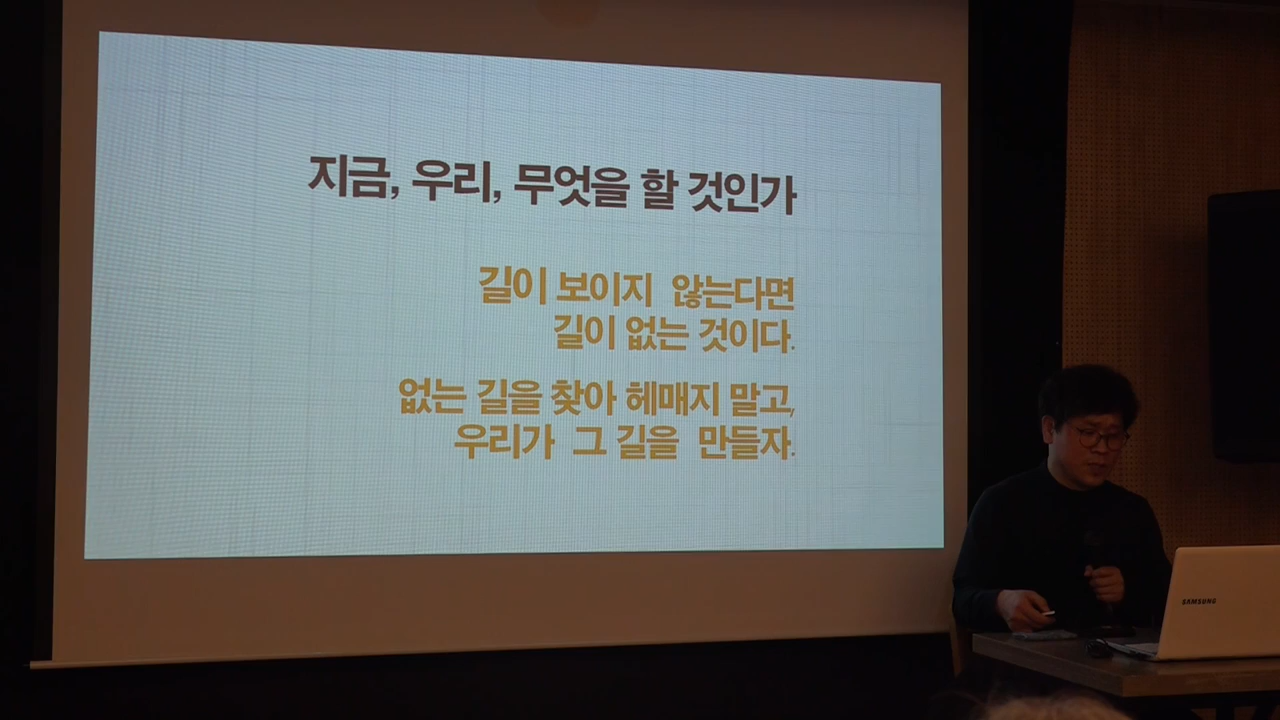 지금, 우리, 무엇을 할 것인가
길이 보이지 않는다면
길이 없는 것이다.
없는 길을 찾아 헤매지 말고,
우리가 그 길을 만들자.
SAMSUNG